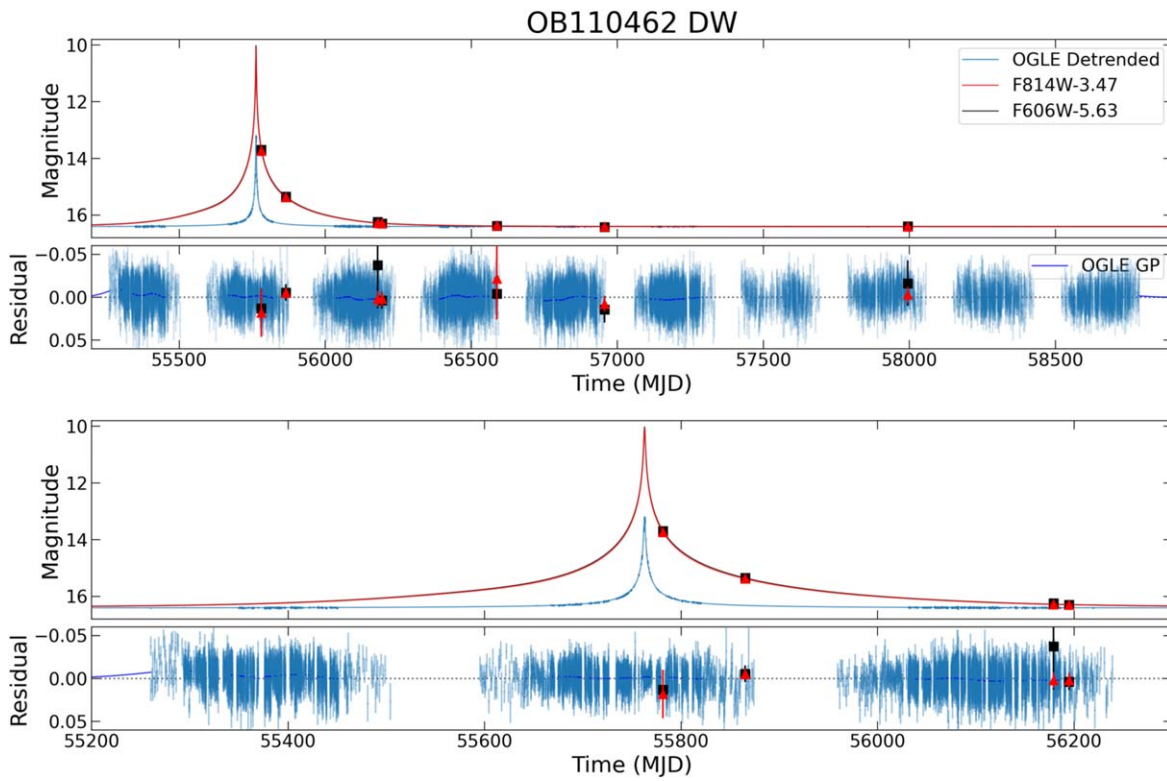 OB110462 DW
10
12
14
16
Magnitude
OGLE Detrended
F814W-3.47
F606W-5.63
−0.05
0.00
0.05
Residual
OGLE GP
55500 56000 56500 57000 57500 58000 58500
Time (MJD)
10
12
14
16
Magnitude
−0.05
0.00
0.05
Residual
55200 55400 55600 55800 56000 56200
Time (MJD)